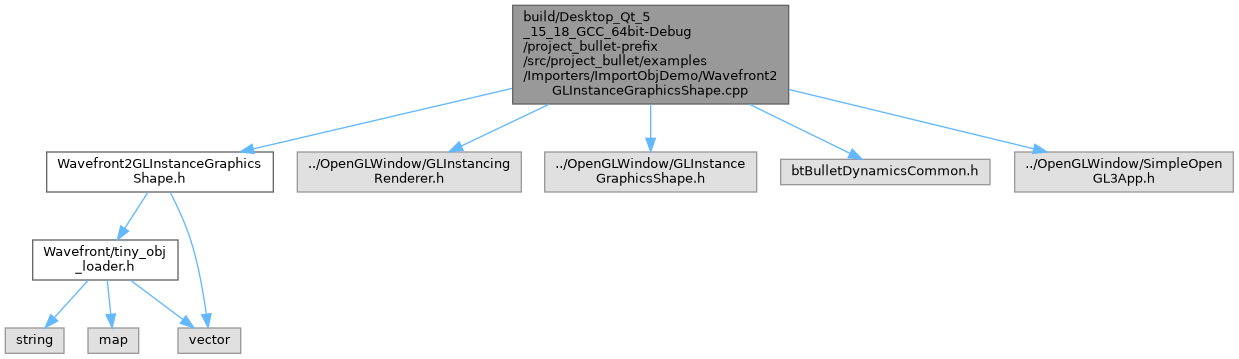 build/Desktop_Qt_5
_15_18_GCC_64bit-Debug
/project_bullet-prefix
/src/project_bullet/examples
/Importers/ImportObjDemo/Wavefront2
GLInstanceGraphicsShape.cpp
Wavefront2GLInstanceGraphics
Shape.h
../OpenGLWindow/GLInstancing
Renderer.h
../OpenGLWindow/GLInstance
GraphicsShape.h
btBulletDynamicsCommon.h
../OpenGLWindow/SimpleOpen
GL3App.h
Wavefront/tiny_obj
_loader.h
string
map
vector